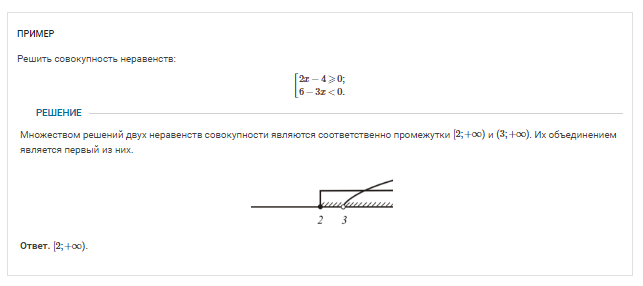 ПРИМЕР
Решить совокупность неравенств:
[2x − 4 ⩾ 0;
6 − 3x < 0.
РЕШЕНИЕ
Множеством решений двух неравенств совокупности являются соответственно промежутки [2; +∞) и (3; +∞). Их объединением
является первый из них.
2 3
Ответ. [2; +∞).